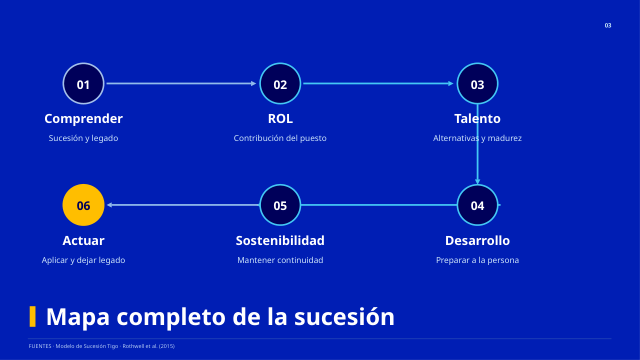 03
01
02
03
Comprender
ROL
Talento
Sucesión y legado
Contribución del puesto
Alternativas y madurez
06
05
04
Actuar
Sostenibilidad
Desarrollo
Aplicar y dejar legado
Mantener continuidad
Preparar a la persona
Mapa completo de la sucesión
FUENTES · Modelo de Sucesión Tigo · Rothwell et al. (2015)